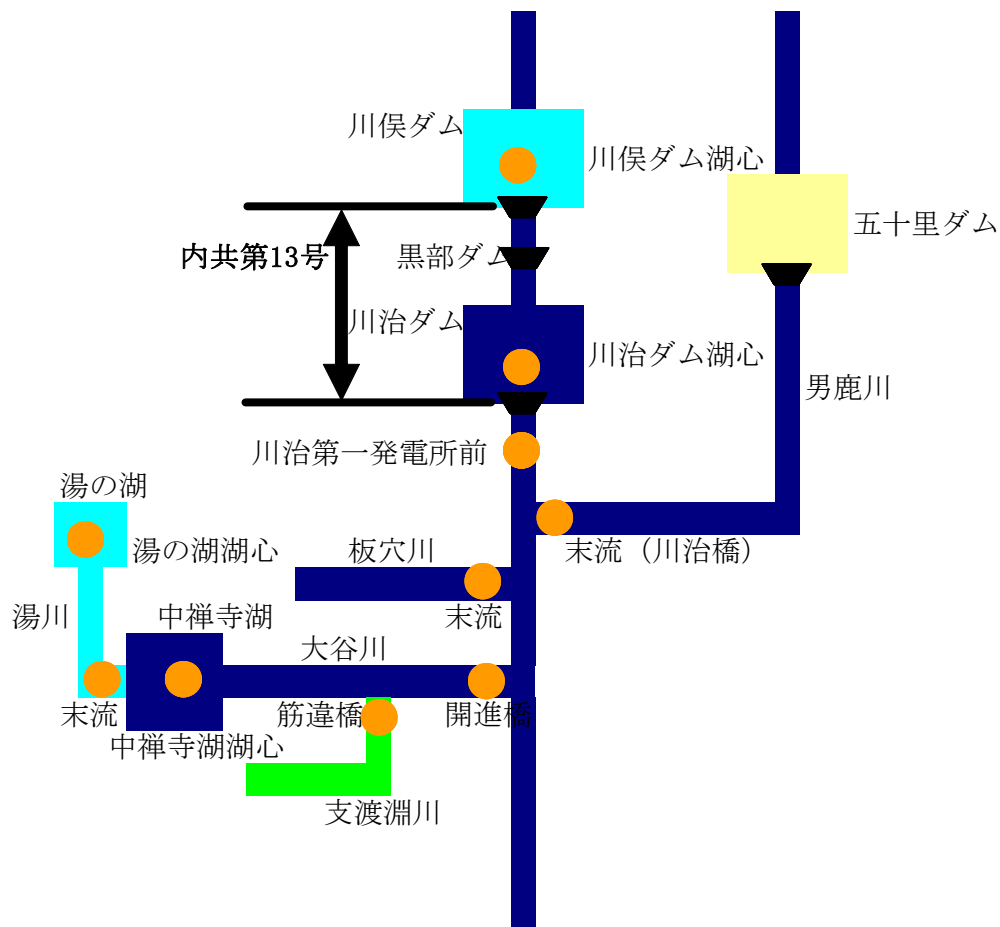 川俣ダム
川俣ダム湖心
五十里ダム
内共第13号
黒部ダム
川治ダム
川治ダム湖心
男鹿川
川治第一発電所前
湯の湖
湯の湖湖心
板穴川
末流（川治橋）
湯川
中禅寺湖
末流
大谷川
末流
筋違橋
開進橋
中禅寺湖湖心
支渡淵川